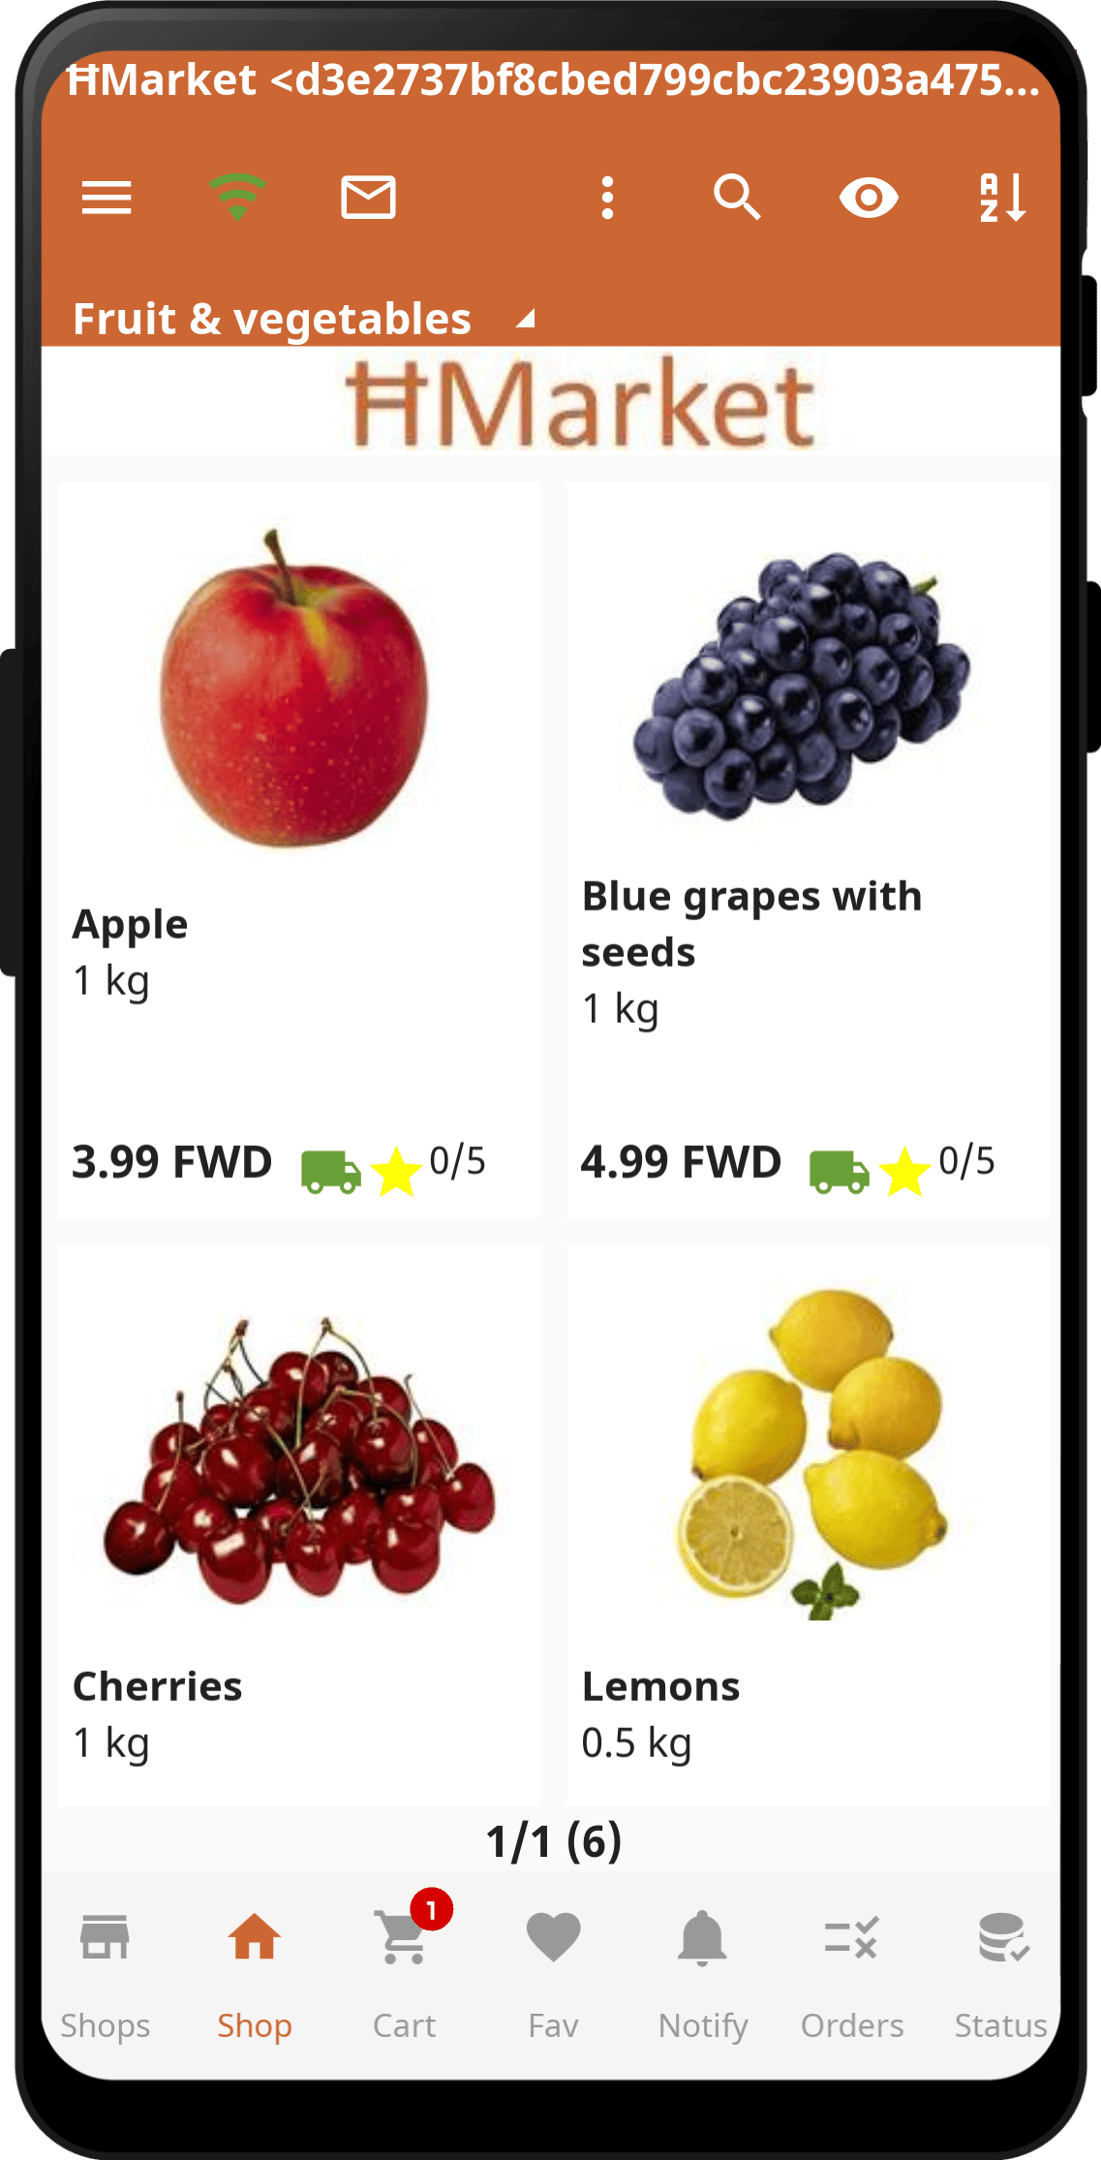 ĦMarket <d3e2737bf8cbed799cbc23903a475...
A
Z
Fruit & vegetables
ĦMarket
Apple
1 kg
3.99 FWD 0/5
Blue grapes with
seeds
1 kg
4.99 FWD 0/5
Cherries
1 kg
Lemons
0.5 kg
1/1 (6)
1
Shops Shop Cart Fav Notify Orders Status